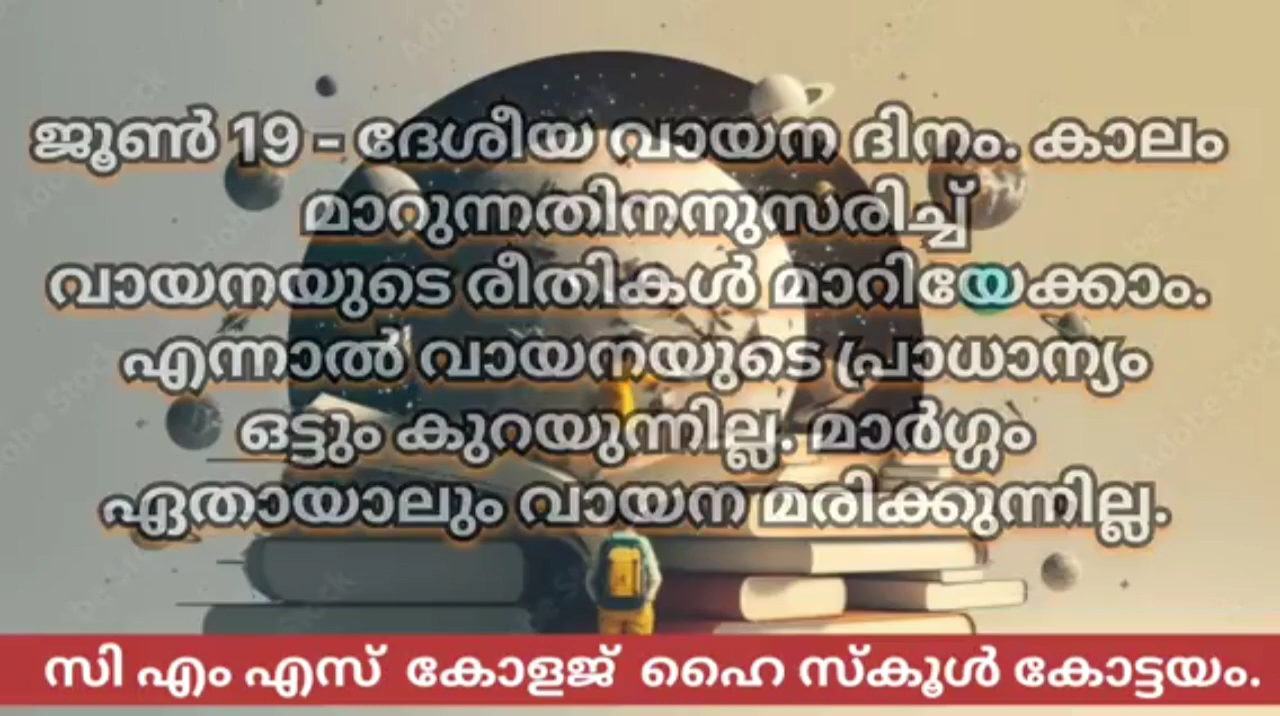 ജൂൺ 19 - ദേശീയ വായന ദിനം. കാലം
മാറുന്നതിനനുസരിച്ച്
വായനയുടെ രീതികൾ മാറിയേക്കാം.
എന്നാൽ വായനയുടെ പ്രാധാന്യം
ഒട്ടും കുറയുന്നില്ല. മാർഗ്ഗം
ഏതായാലും വായന മരിക്കുന്നില്ല.
സി എം എസ് കോളജ് ഹൈ സ്കൂൾ കോട്ടയം.